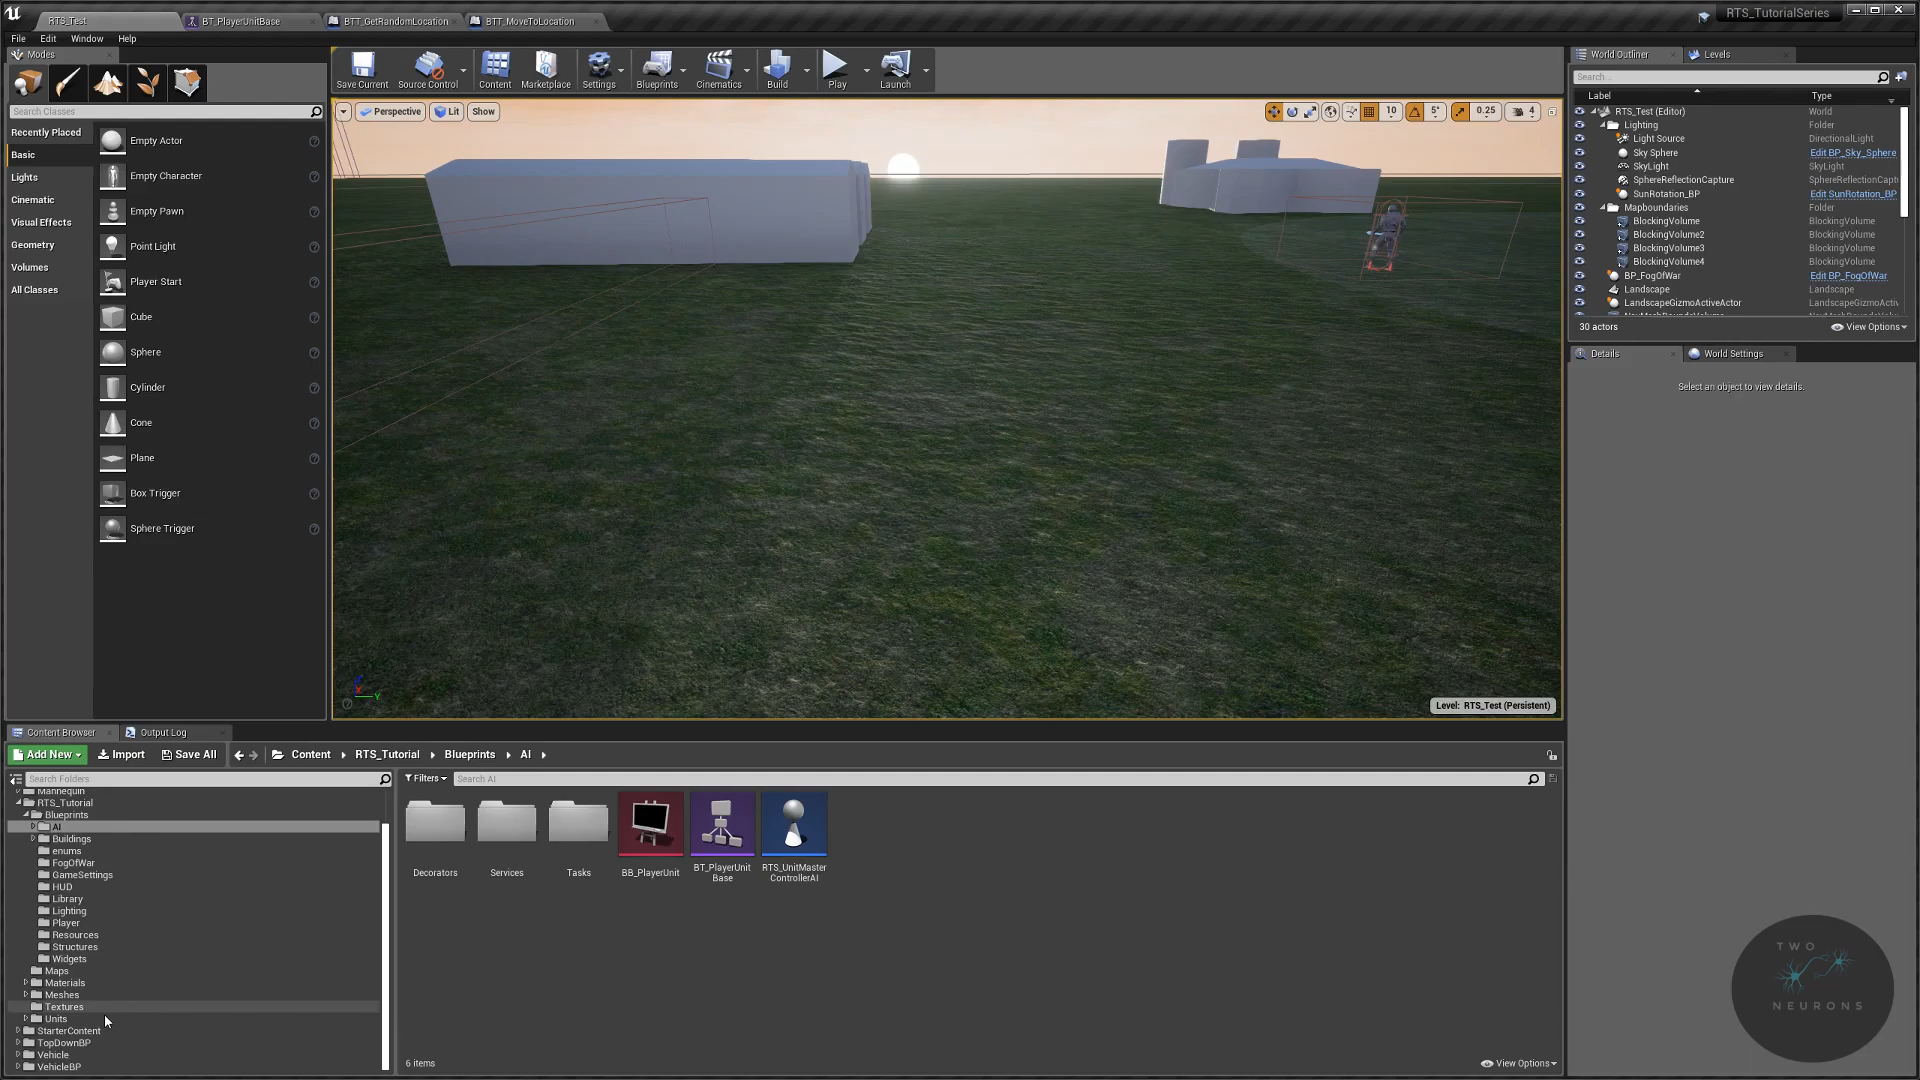 RTS_Test
BT_PlayerUnitBase
BTT_GetRandomLocation
BTT_MoveToLocation
RTS_TutorialSeries
File
Edit
Window
Help
Modes
Save Current
Source Control
Content
Marketplace
Settings
Blueprints
Cinematics
Build
Play
Launch
Search Classes
Recently Placed
Basic
Lights
Cinematic
Visual Effects
Geometry
Volumes
All Classes
Empty Actor
Empty Character
Empty Pawn
Point Light
Player Start
Cube
Sphere
Cylinder
Cone
Plane
Box Trigger
Sphere Trigger
Perspective
Lit
Show
10
5°
0.25
4
Level: RTS_Test (Persistent)
World Outliner
Levels
Search...
Label
Type
RTS_Test (Editor)
World
Lighting
Folder
Light Source
DirectionalLight
Sky Sphere
Edit BP_Sky_Sphere
SkyLight
SkyLight
SphereReflectionCapture
SphereReflectionCapt
SunRotation_BP
Edit SunRotation_BP
Mapboundaries
Folder
BlockingVolume
BlockingVolume
BlockingVolume2
BlockingVolume
BlockingVolume3
BlockingVolume
BlockingVolume4
BlockingVolume
BP_FogOfWar
Edit BP_FogOfWar
Landscape
Landscape
LandscapeGizmoActiveActor
LandscapeGizmoActiv
30 actors
View Options
Details
World Settings
Select an object to view details.
Content Browser
Output Log
Add New
Import
Save All
Content
RTS_Tutorial
Blueprints
AI
Search Folders
Filters
Search AI
Mannequin
RTS_Tutorial
Blueprints
AI
Buildings
enums
FogOfWar
GameSettings
HUD
Library
Lighting
Player
Resources
Structures
Widgets
Maps
Materials
Meshes
Textures
Units
StarterContent
TopDownBP
Vehicle
VehicleBP
Decorators
Services
Tasks
BB_PlayerUnit
BT_PlayerUnit
Base
RTS_UnitMaster
ControllerAI
6 items
View Options
TWO
NEURONS